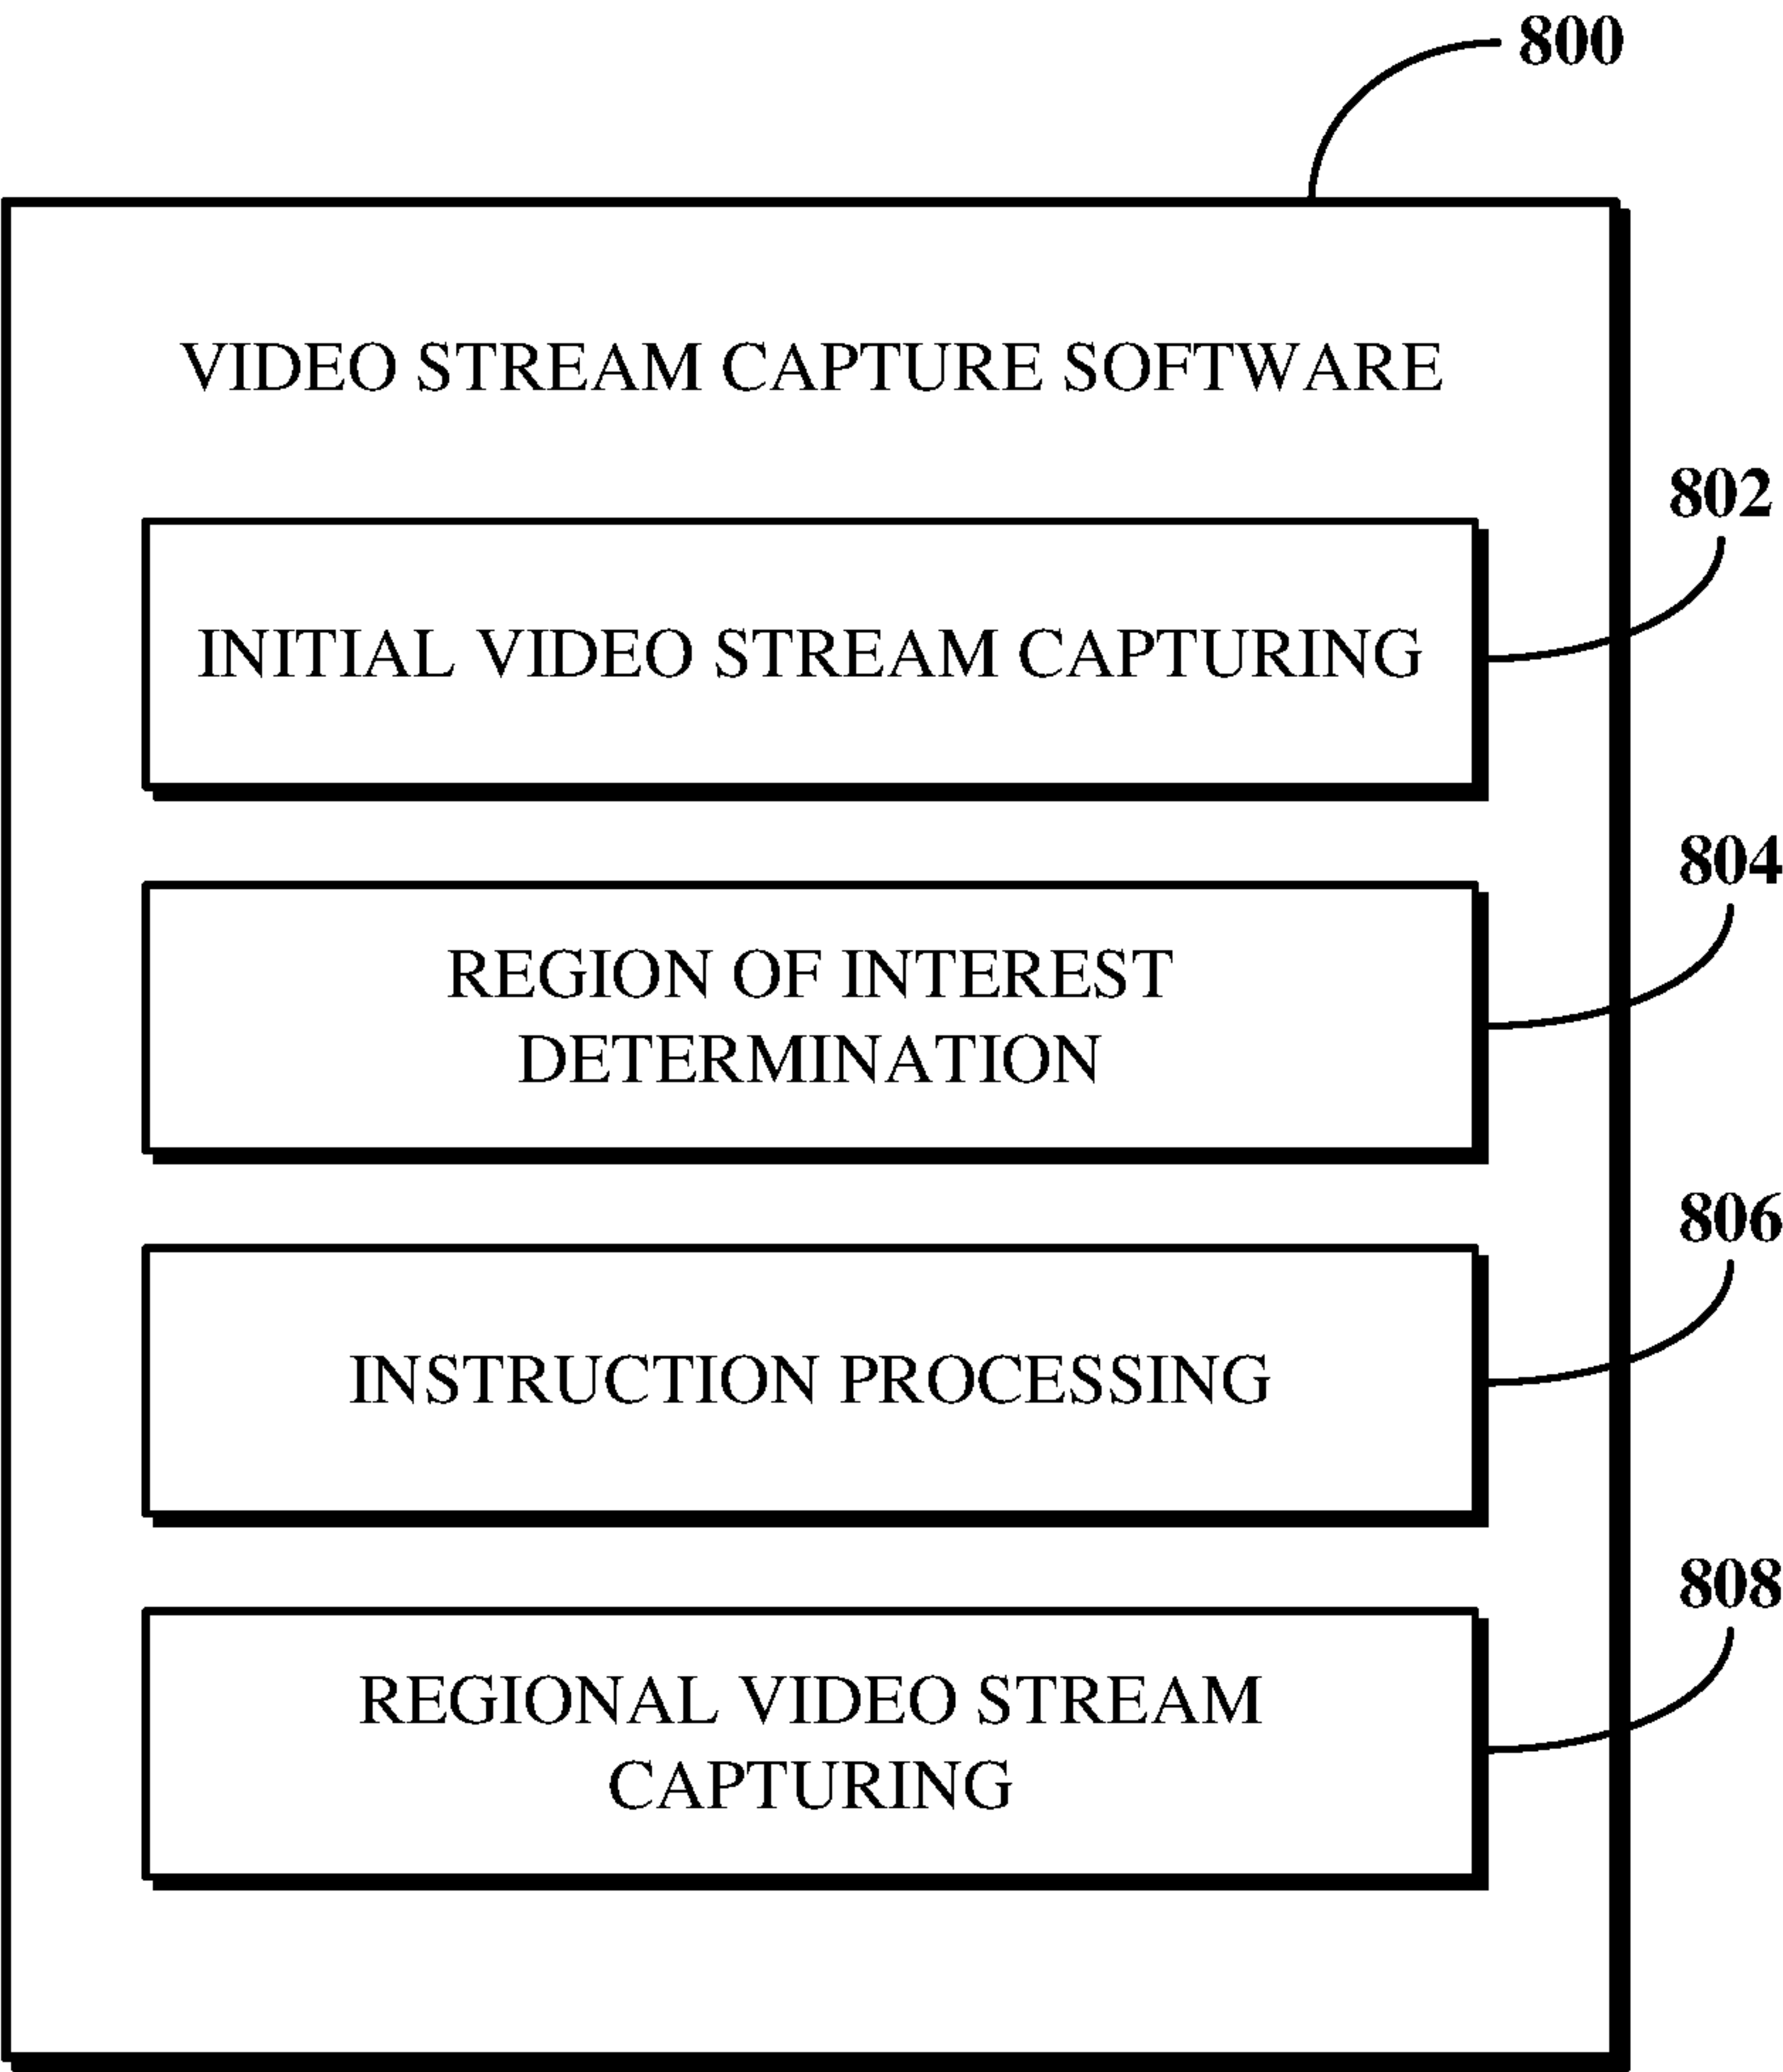 800
VIDEO STREAM CAPTURE SOFTWARE
802
INITIAL VIDEO STREAM CAPTURING
804
REGION OF INTEREST
DETERMINATION
806
INSTRUCTION PROCESSING
808
REGIONAL VIDEO STREAM
CAPTURING